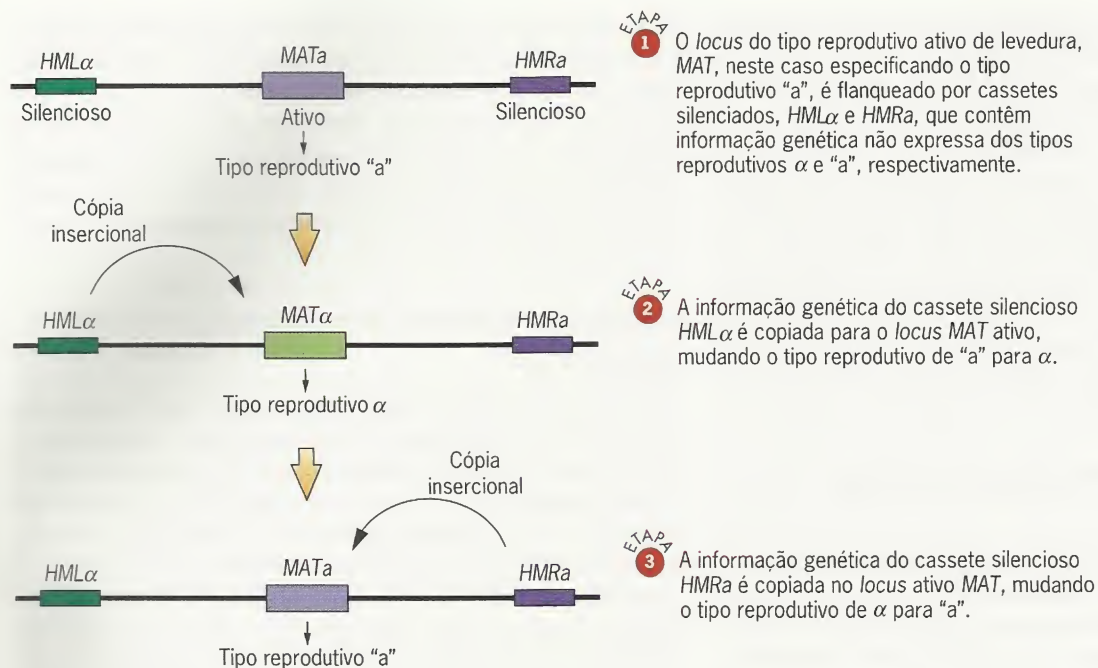 HMLα MATa HMRa
Silencioso Ativo Silencioso
Tipo reprodutivo “a”
ETAPA
1
O locus do tipo reprodutivo ativo de levedura,
MAT, neste caso especificando o tipo
reprodutivo “a”, é flanqueado por cassetes
silenciados, HMLα e HMRa, que contêm
informação genética não expressa dos tipos
reprodutivos α e “a”, respectivamente.
Cópia
insercional
HMLα MATα HMRa
Tipo reprodutivo α
ETAPA
2
A informação genética do cassete silencioso
HMLα é copiada para o locus MAT ativo,
mudando o tipo reprodutivo de “a” para α.
Cópia
insercional
HMLα MATa HMRa
Tipo reprodutivo “a”
ETAPA
3
A informação genética do cassete silencioso
HMRa é copiada no locus ativo MAT, mudando
o tipo reprodutivo de α para “a”.